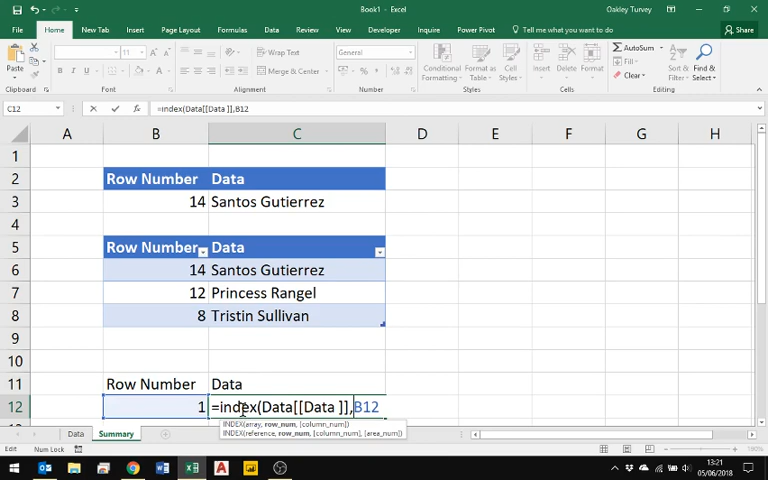 Book1 - Excel
Oakley Turvey
File Home New Tab Insert Page Layout Formulas Data Review View Developer Inquire Power Pivot Tell me what you want to do Share
Paste
Clipboard
11
B I U
Font
Wrap Text
Merge & Center
Alignment
General
Number
Conditional Formatting
Format as Table
Cell Styles
Styles
Insert Delete Format
Cells
AutoSum
Fill
Clear
Sort & Filter
Find & Select
Editing
C12 =index(Data[[Data ]],B12
A B C D E F G H
1
2 Row Number Data
3 14 Santos Gutierrez
4
5 Row Number Data
6 14 Santos Gutierrez
7 12 Princess Rangel
8 8 Tristin Sullivan
9
10
11 Row Number Data
12 1 =index(Data[[Data ]],B12
INDEX(array, row_num, [column_num])
INDEX(reference, row_num, [column_num], [area_num])
Data Summary
Edit Num Lock
13:21
05/06/2018